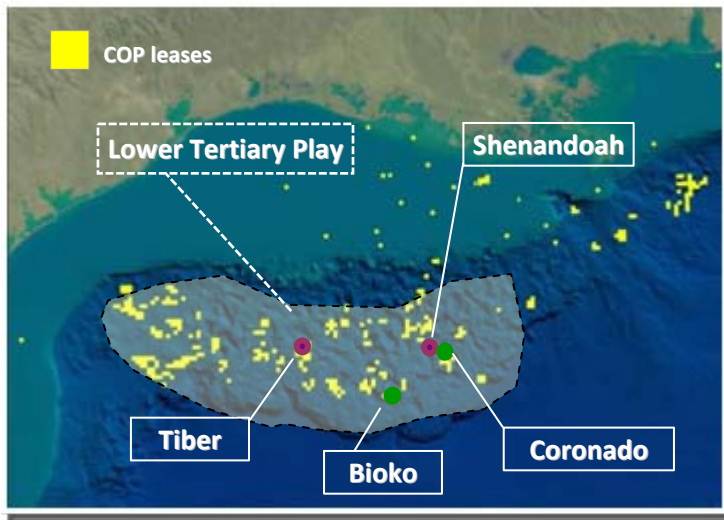 COP leases
Lower Tertiary Play
Shenandoah
Tiber
Bioko
Coronado